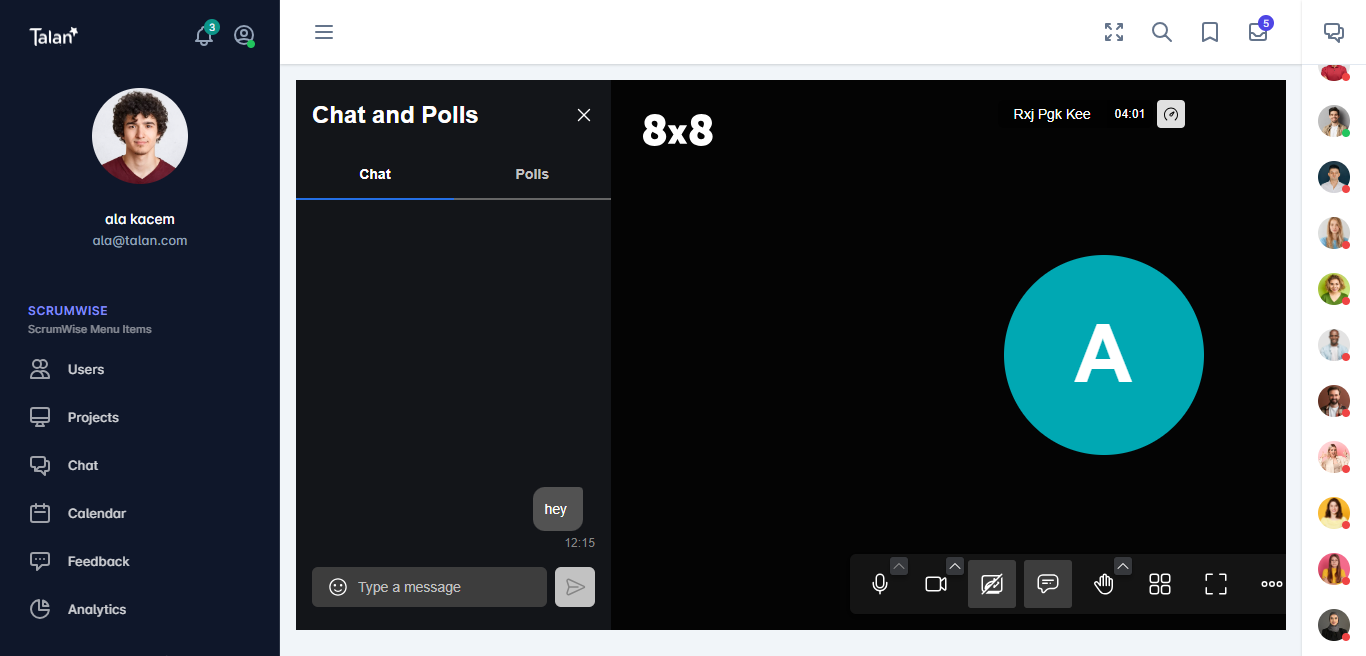 Talan
3
ala kacem
ala@talan.com
SCRUMWISE
ScrumWise Menu Items
Users
Projects
Chat
Calendar
Feedback
Analytics
5
Chat and Polls
Chat
Polls
hey
12:15
Type a message
8x8
Rxj Pgk Kee
04:01
A